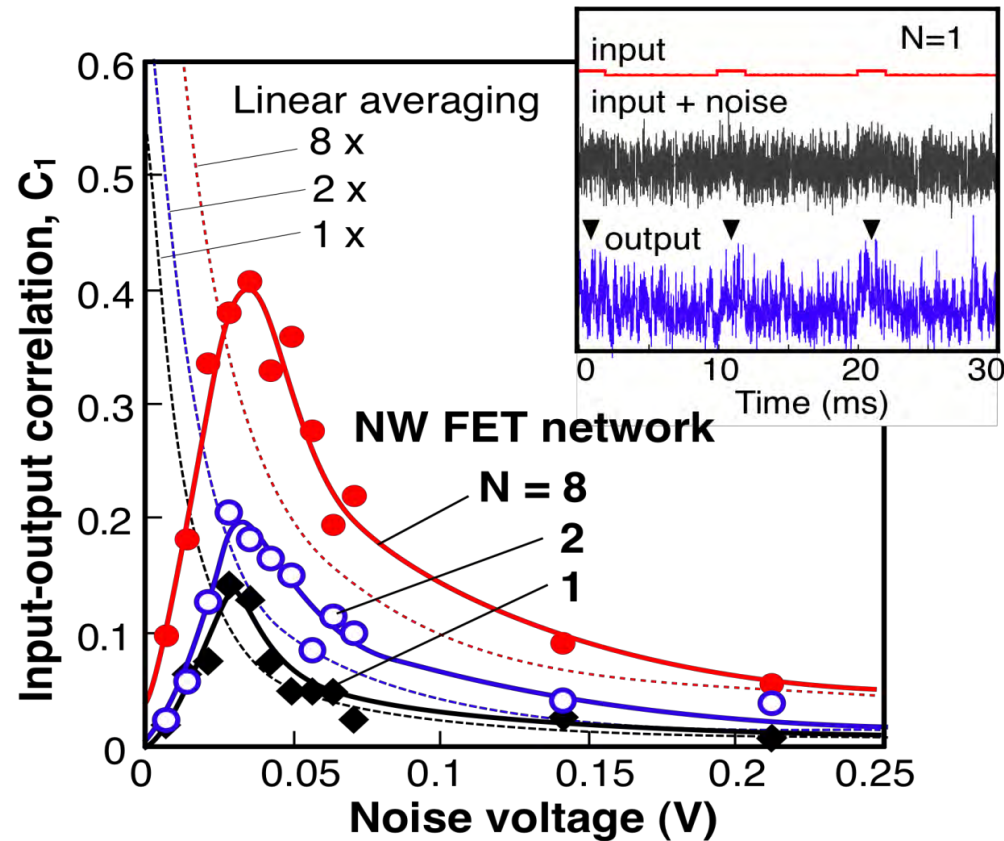 Input-output correlation, C₁
0.6
0.5
0.4
0.3
0.2
0.1
0
Linear averaging
8 x
2 x
1 x
NW FET network
N = 8
2
1
0
0.05
0.1
0.15
0.2
0.25
Noise voltage (V)
N=1
input
input + noise
output
0
10
20
30
Time (ms)